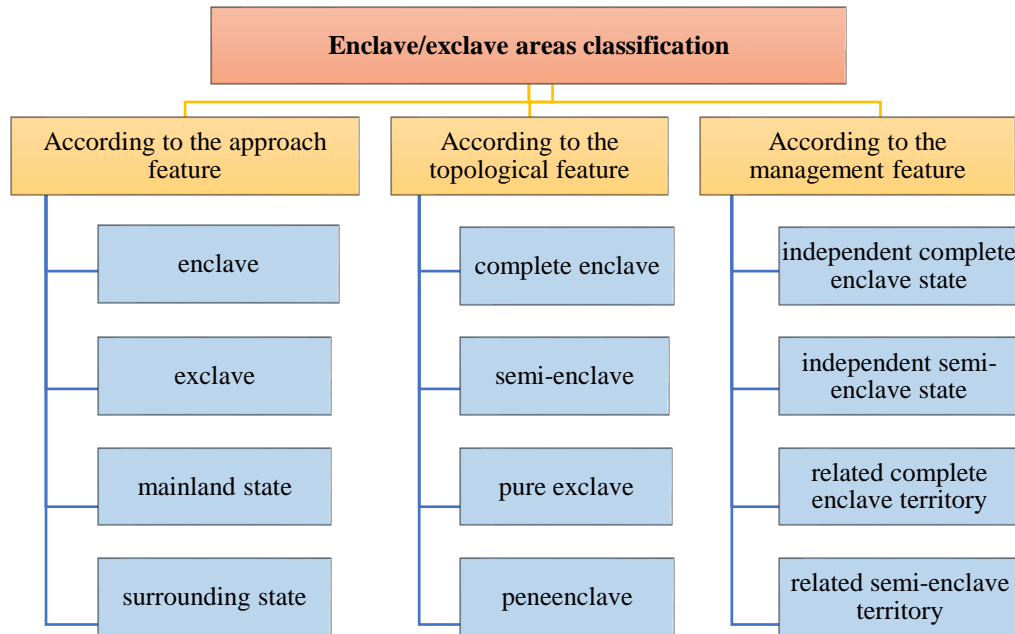 Enclave/exclave areas classification
According to the approach
feature
According to the
topological feature
According to the
management feature
enclave
exclave
mainland state
surrounding state
complete enclave
semi-enclave
pure exclave
peneenclave
independent complete
enclave state
independent semi-
enclave state
related complete
enclave territory
related semi-enclave
territory